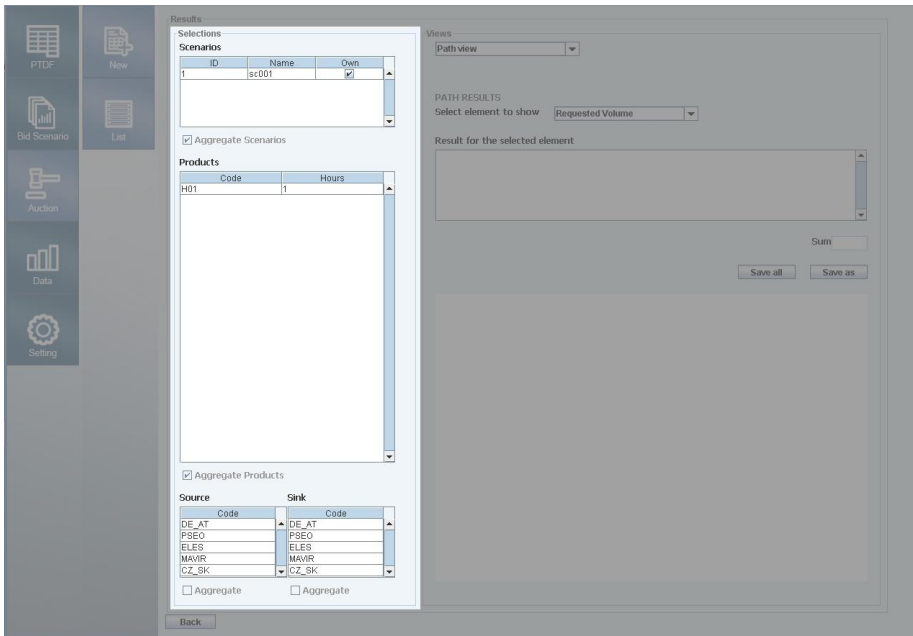 PTDF
Bid Scenario
Auction
Data
Setting
New
List
Results
Selections
Scenarios
ID Name Own
1 sc001
Aggregate Scenarios
Products
Code Hours
H01 1
Aggregate Products
Source Sink
Code Code
DE_AT DE_AT
PSEO PSEO
ELES ELES
MAVIR MAVIR
CZ_SK CZ_SK
Aggregate Aggregate
Back
Views
Path view
PATH RESULTS
Select element to show Requested Volume
Result for the selected element
Sum
Save all Save as